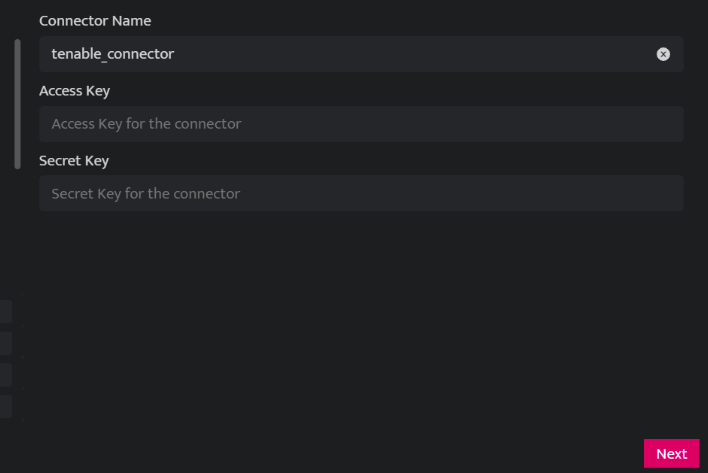 Connector Name
tenable_connector
Access Key
Access Key for the connector
Secret Key
Secret Key for the connector
Next